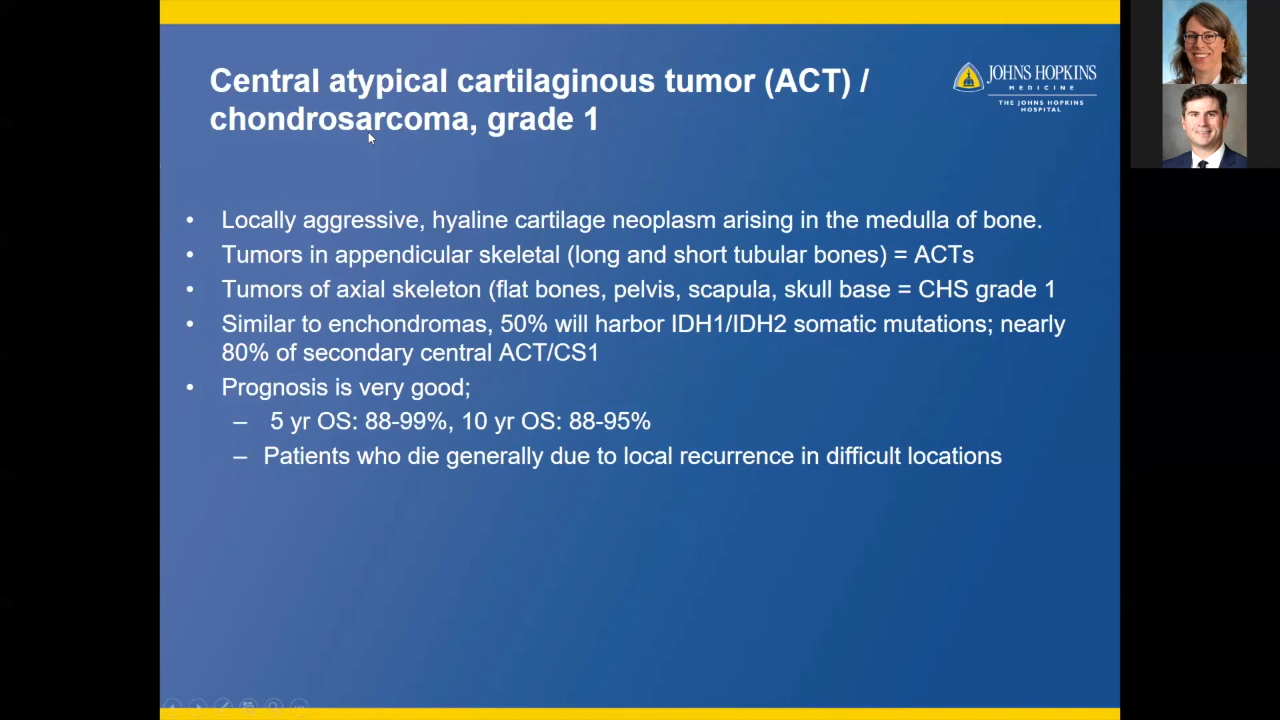 Central atypical cartilaginous tumor (ACT) /
chondrosarcoma, grade 1
JOHNS HOPKINS
MEDICINE
THE JOHNS HOPKINS
HOSPITAL
• Locally aggressive, hyaline cartilage neoplasm arising in the medulla of bone.
• Tumors in appendicular skeletal (long and short tubular bones) = ACTs
• Tumors of axial skeleton (flat bones, pelvis, scapula, skull base = CHS grade 1
• Similar to enchondromas, 50% will harbor IDH1/IDH2 somatic mutations; nearly
80% of secondary central ACT/CS1
• Prognosis is very good;
– 5 yr OS: 88-99%, 10 yr OS: 88-95%
– Patients who die generally due to local recurrence in difficult locations